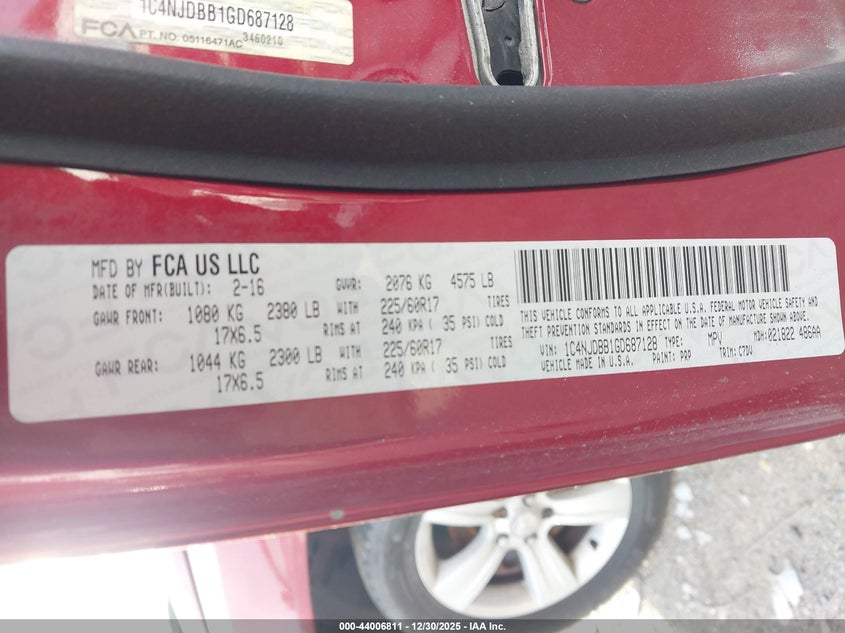 1C4NJDBB1GD687128
FCA PT. NO. 05116471AC 3460210
MFD BY FCA US LLC
DATE OF MFR(BUILT): 2-16 GVWR: 2076 KG 4575 LB
GAWR FRONT: 1080 KG 2380 LB WITH 225/60R17 TIRES
17X6.5 RIMS AT 240 KPA ( 35 PSI) COLD
GAWR REAR: 1044 KG 2300 LB WITH 225/60R17 TIRES
17X6.5 RIMS AT 240 KPA ( 35 PSI) COLD
THIS VEHICLE CONFORMS TO ALL APPLICABLE U.S.A. FEDERAL MOTOR VEHICLE SAFETY AND
THEFT PREVENTION STANDARDS IN EFFECT ON THE DATE OF MANUFACTURE SHOWN ABOVE.
VIN: 1C4NJDBB1GD687128 TYPE: MPV MDH:021822 486AA
VEHICLE MADE IN U.S.A. PAINT: PRP TRIM: C7DV
000-44006811 - 12/30/2025 - IAA Inc.